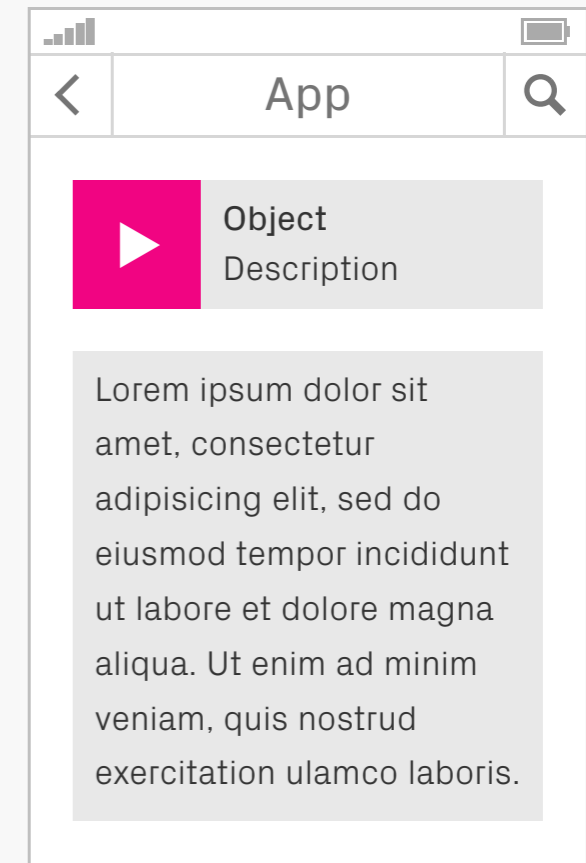 App
Object
Description
Lorem ipsum dolor sit
amet, consectetur
adipisicing elit, sed do
eiusmod tempor incididunt
ut labore et dolore magna
aliqua. Ut enim ad minim
veniam, quis nostrud
exercitation ulamco laboris.